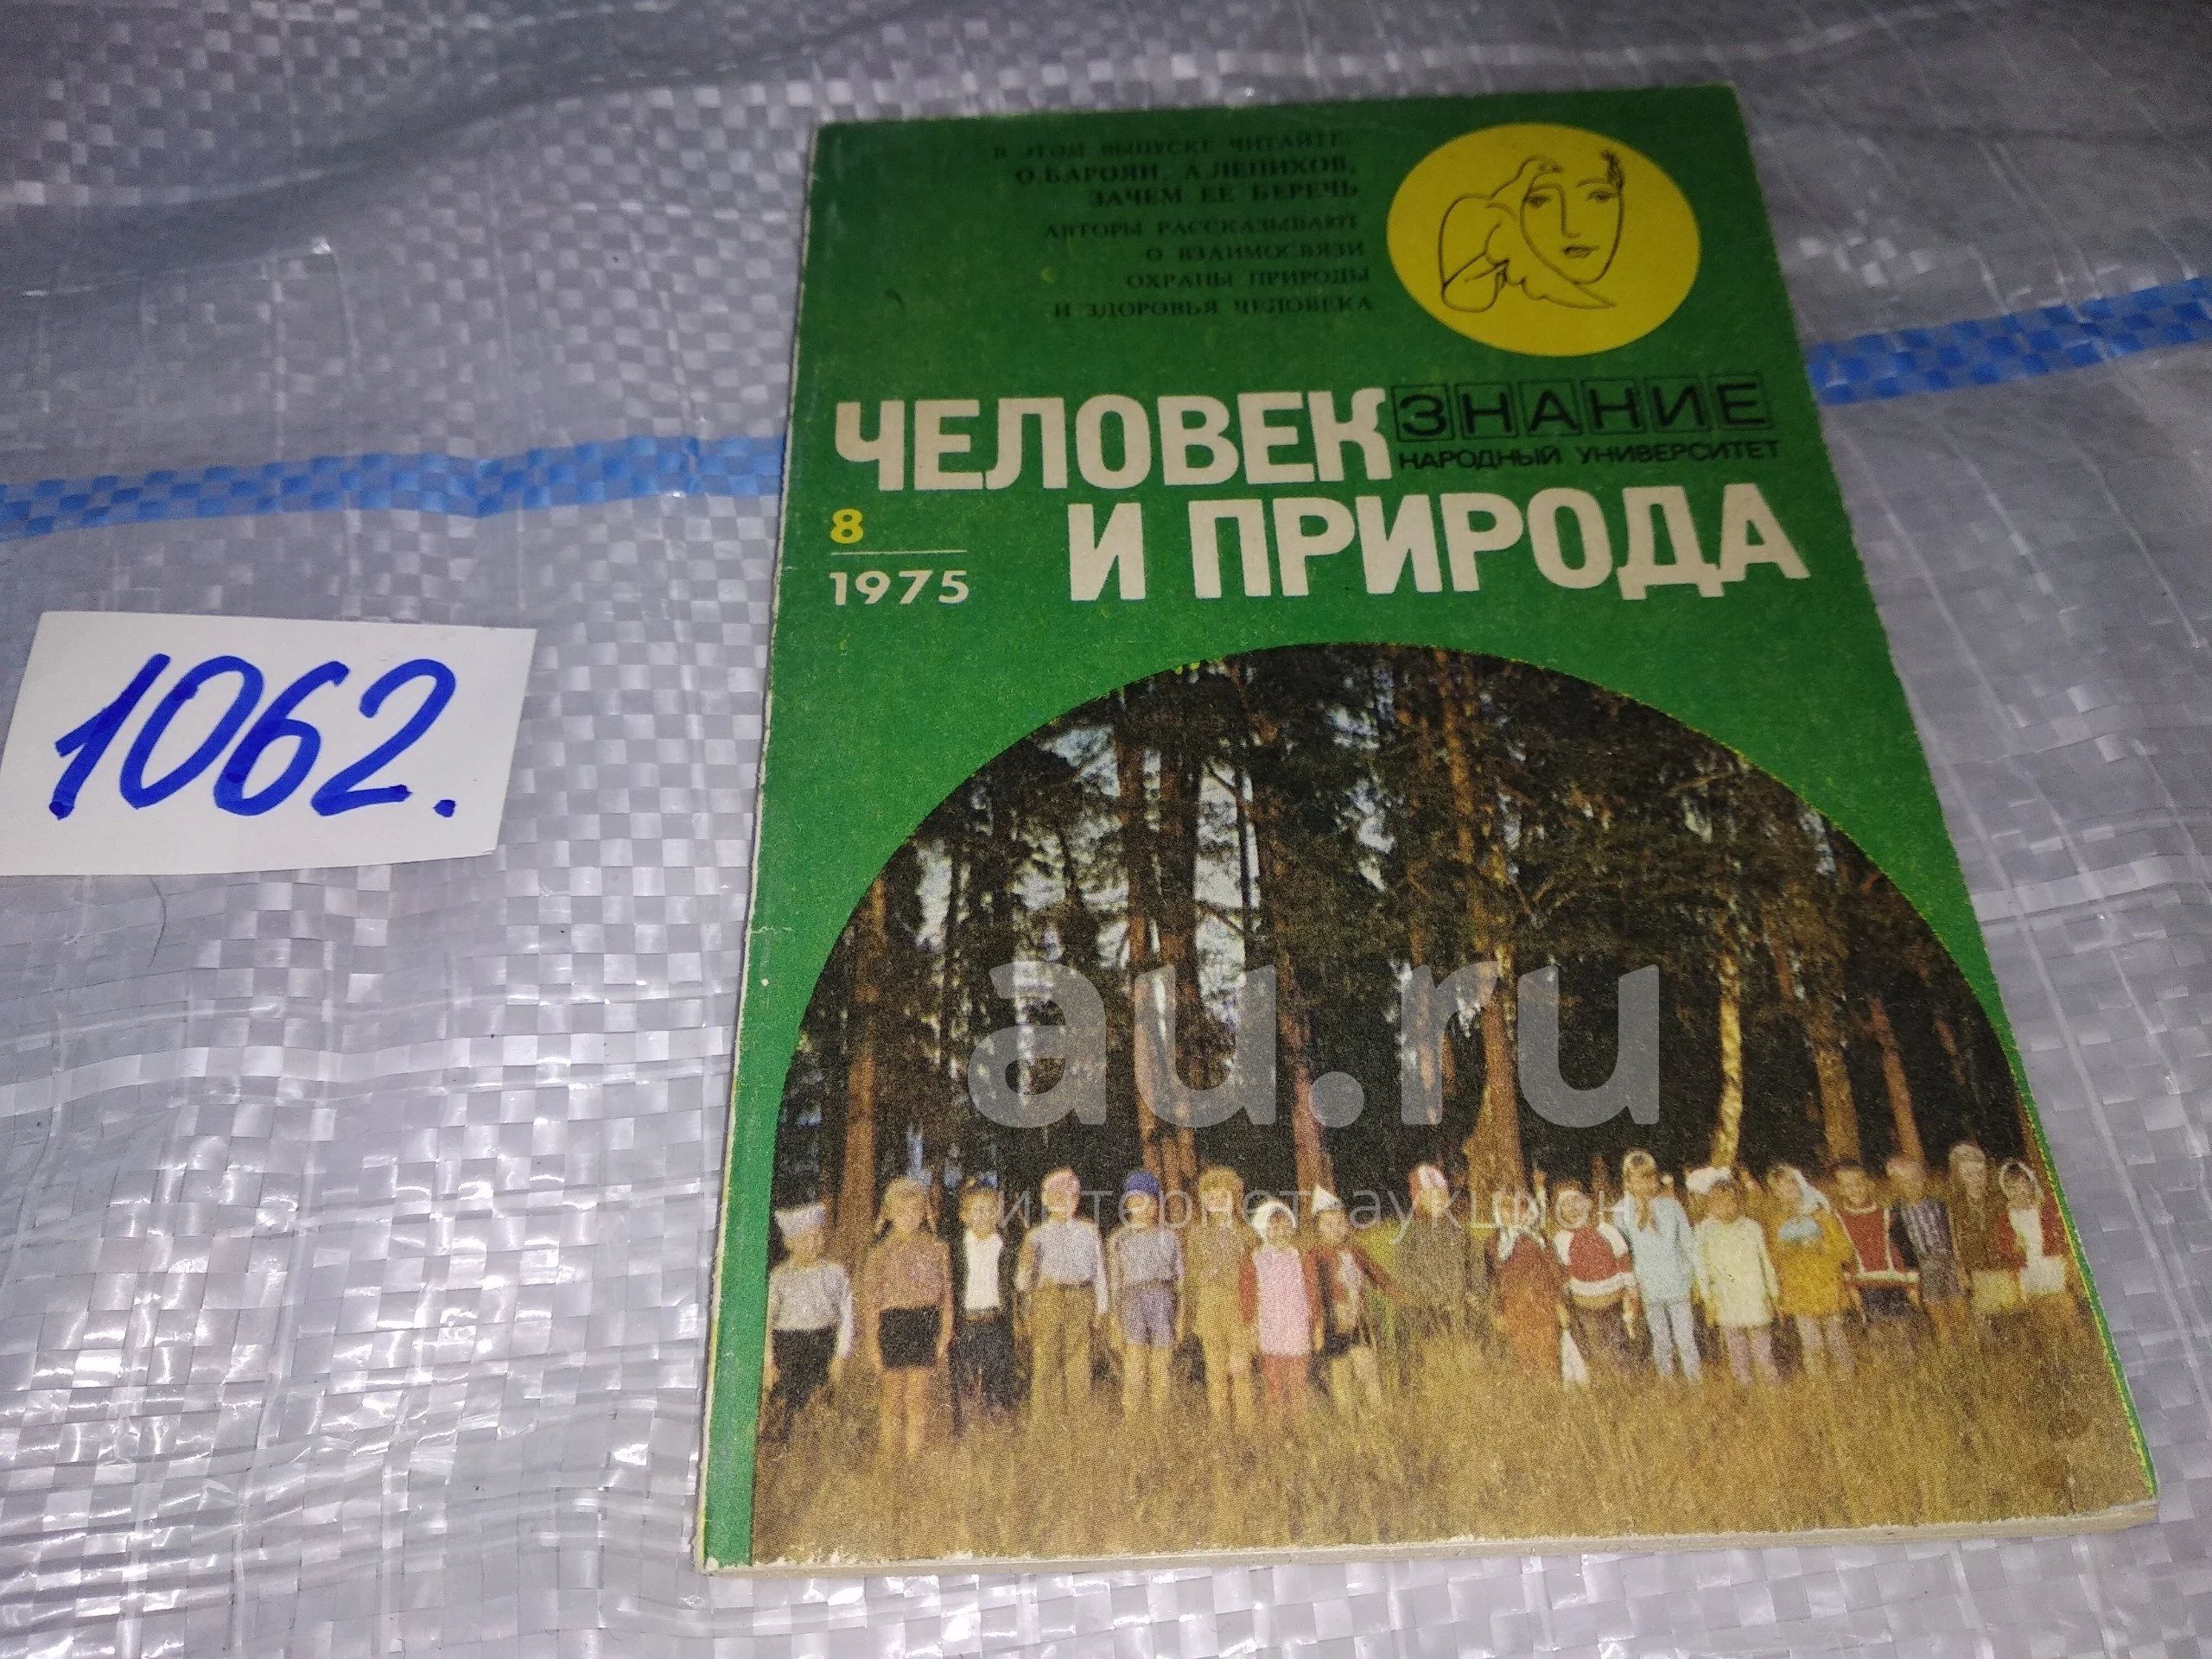 В ЭТОМ ВЫПУСКЕ ЧИТАЙТЕ:
О.БАРОЯН, А.ЛЕПИХОВ,
ЗАЧЕМ ЕЕ БЕРЕЧЬ
АВТОРЫ РАССКАЗЫВАЮТ
О ВЗАИМОСВЯЗИ
ОХРАНЫ ПРИРОДЫ
И ЗДОРОВЬЯ ЧЕЛОВЕКА
ЧЕЛОВЕК
ЗНАНИЕ
НАРОДНЫЙ УНИВЕРСИТЕТ
И ПРИРОДА
8
1975
1062.
au.ru
интернет-аукцион